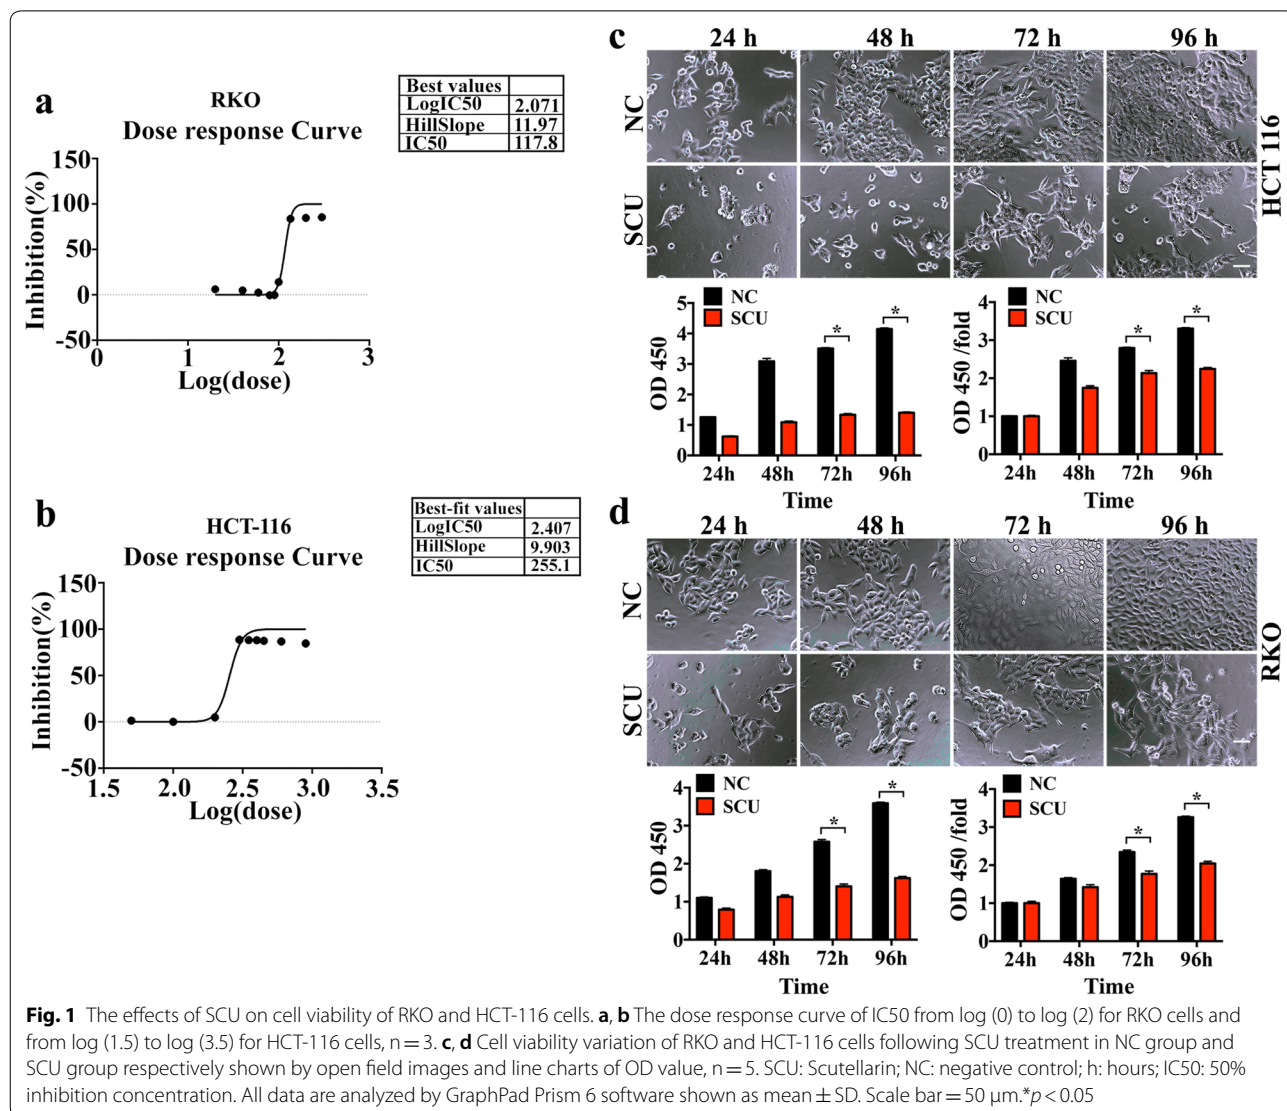 a
RKO
Dose response Curve
Best values
LogIC50 2.071
HillSlope 11.97
IC50 117.8
Inhibition(%)
150
100
50
0
-50
0 1 2 3
Log(dose)
b
HCT-116
Dose response Curve
Best-fit values
LogIC50 2.407
HillSlope 9.903
IC50 255.1
Inhibition(%)
150
100
50
0
-50
1.5 2.0 2.5 3.0 3.5
Log(dose)
c
24 h 48 h 72 h 96 h
NC
SCU
HCT 116
NC
SCU
OD 450
5
4
3
2
1
0
* *
24h 48h 72h 96h
Time
NC
SCU
OD 450 /fold
4
3
2
1
0
* *
24h 48h 72h 96h
Time
d
24 h 48 h 72 h 96 h
NC
SCU
RKO
NC
SCU
OD 450
4
3
2
1
0
* *
24h 48h 72h 96h
Time
NC
SCU
OD 450 /fold
4
3
2
1
0
* *
24h 48h 72h 96h
Time
Fig. 1 The effects of SCU on cell viability of RKO and HCT-116 cells. a, b The dose response curve of IC50 from log (0) to log (2) for RKO cells and
from log (1.5) to log (3.5) for HCT-116 cells, n = 3. c, d Cell viability variation of RKO and HCT-116 cells following SCU treatment in NC group and
SCU group respectively shown by open field images and line charts of OD value, n = 5. SCU: Scutellarin; NC: negative control; h: hours; IC50: 50%
inhibition concentration. All data are analyzed by GraphPad Prism 6 software shown as mean ± SD. Scale bar = 50 μm.*p < 0.05